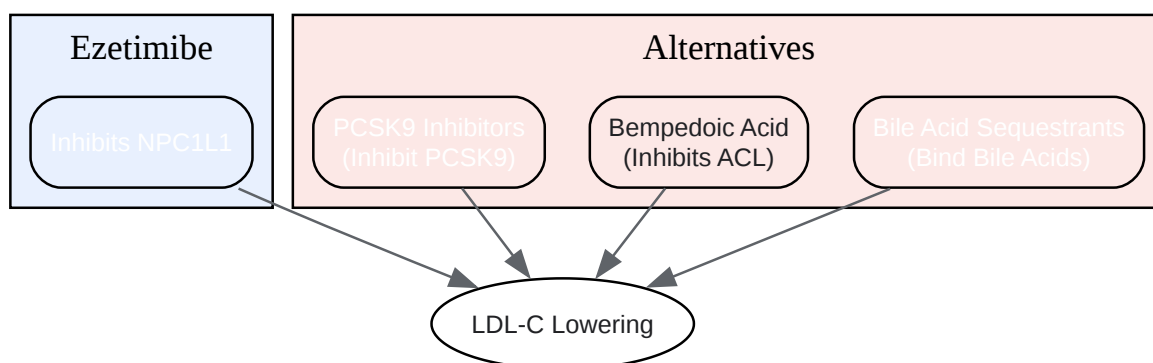 Ezetimibe
Alternatives
Inhibits NPC1L1
PCSK9 Inhibitors
(Inhibit PCSK9)
Bempedoic Acid
(Inhibits ACL)
Bile Acid Sequestrants
(Bind Bile Acids)
LDL-C Lowering